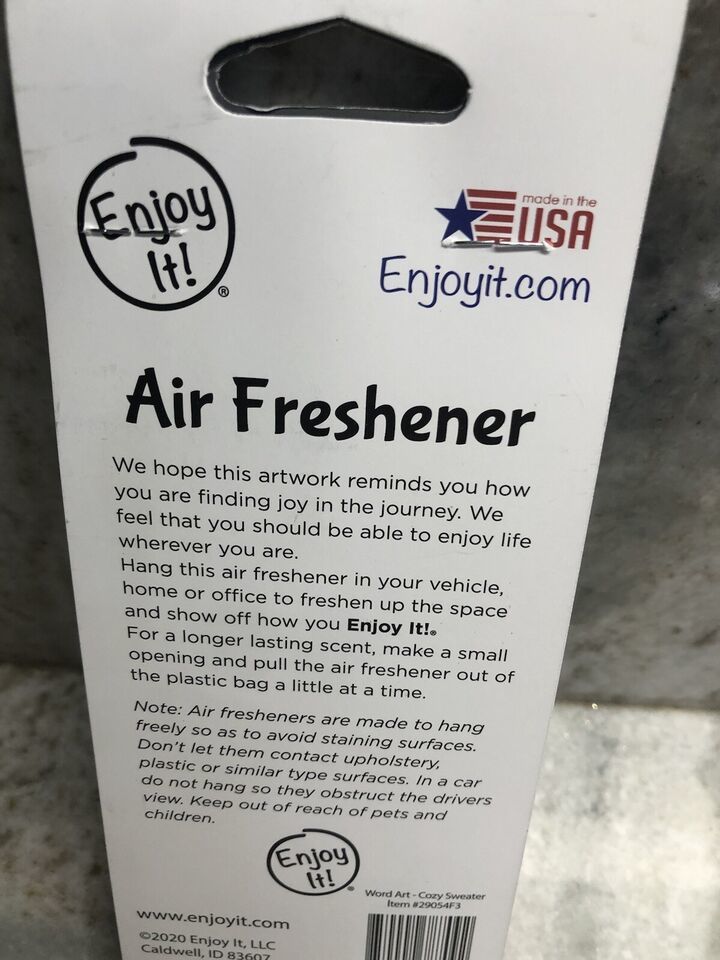 Enjoy
It!
®
made in the
USA
Enjoyit.com
Air Freshener
We hope this artwork reminds you how
you are finding joy in the journey. We
feel that you should be able to enjoy life
wherever you are.
Hang this air freshener in your vehicle,
home or office to freshen up the space
and show off how you Enjoy It!®
For a longer lasting scent, make a small
opening and pull the air freshener out of
the plastic bag a little at a time.
Note: Air fresheners are made to hang
freely so as to avoid staining surfaces.
Don't let them contact upholstery,
plastic or similar type surfaces. In a car
do not hang so they obstruct the drivers
view. Keep out of reach of pets and
children.
Enjoy
It!
®
Word Art - Cozy Sweater
Item #29054F3
www.enjoyit.com
©2020 Enjoy It, LLC
Caldwell, ID 83607